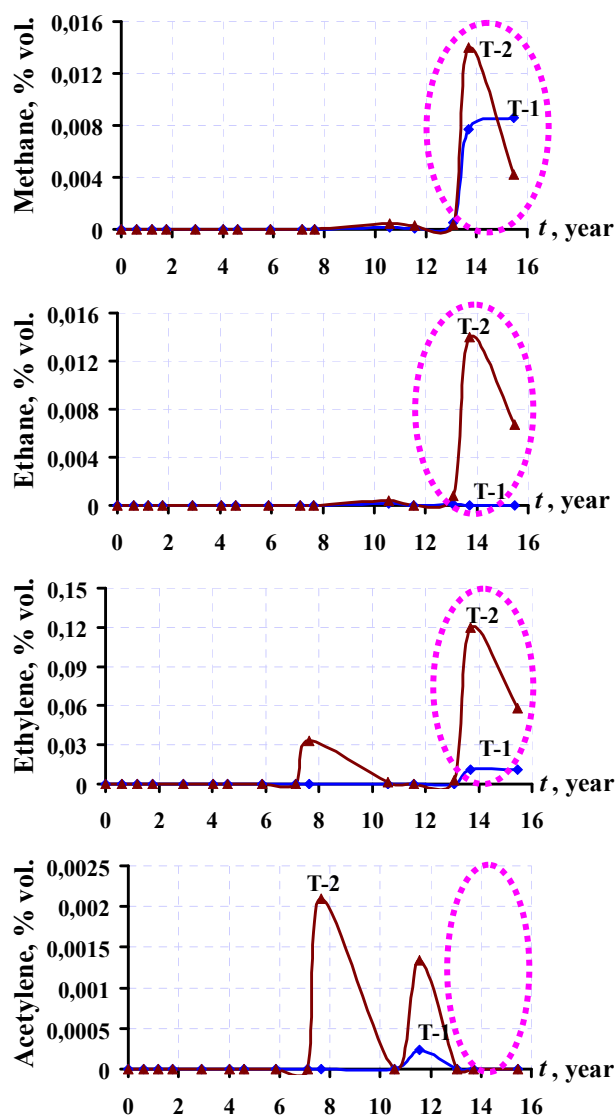 Methane, % vol.
0,016
0,012
0,008
0,004
0
T-2
T-1
t , year
0 2 4 6 8 10 12 14 16
Ethane, % vol.
0,016
0,012
0,008
0,004
0
T-2
T-1
t , year
0 2 4 6 8 10 12 14 16
Ethylene, % vol.
0,15
0,12
0,09
0,06
0,03
0
T-2
T-1
t , year
0 2 4 6 8 10 12 14 16
Acetylene, % vol.
0,0025
0,002
0,0015
0,001
0,0005
0
T-2
T-1
t , year
0 2 4 6 8 10 12 14 16